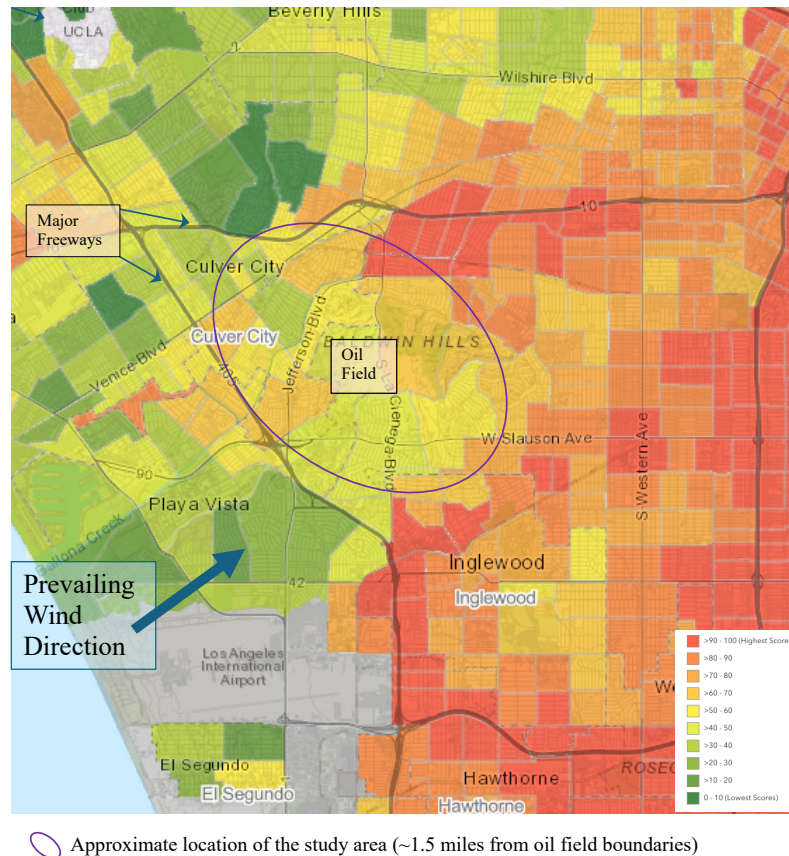 Club
UCLA
Beverly Hills
2
Wilshire Blvd
Major
Freeways
10
Culver City
Culver City
Jefferson Blvd
BALDWIN HILLS
Oil
Field
S La Cienega Blvd
Venice Blvd
405
W Slauson Ave
S Western Ave
90
Playa Vista
Ballona Creek
Inglewood
Inglewood
42
Prevailing
Wind
Direction
Los Angeles
International
Airport
El Segundo
El Segundo
Hawthorne
Hawthorne
>90 - 100 (Highest Score
>80 - 90
>70 - 80
>60 - 70
>50 - 60
>40 - 50
>30 - 40
>20 - 30
>10 - 20
0 - 10 (Lowest Scores)
Approximate location of the study area (~1.5 miles from oil field boundaries)